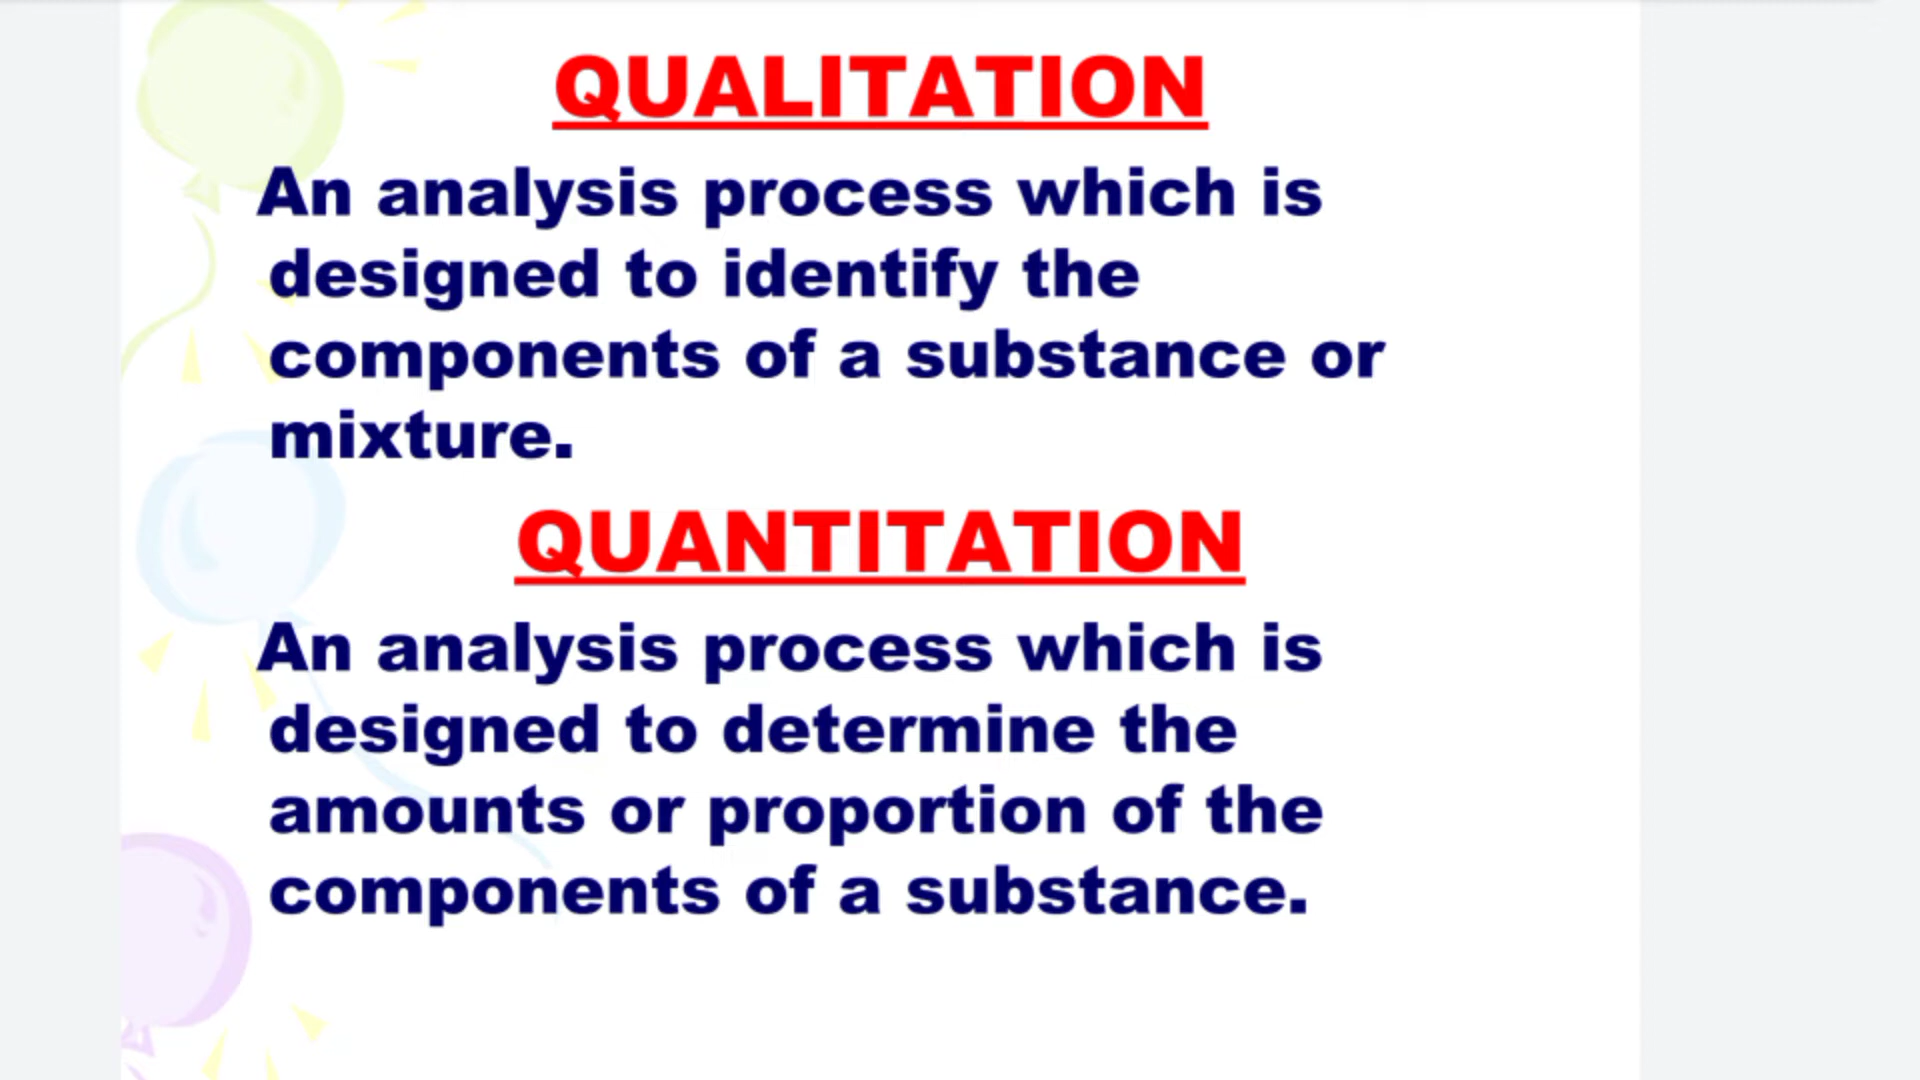 QUALITATION
An analysis process which is
designed to identify the
components of a substance or
mixture.
QUANTITATION
An analysis process which is
designed to determine the
amounts or proportion of the
components of a substance.